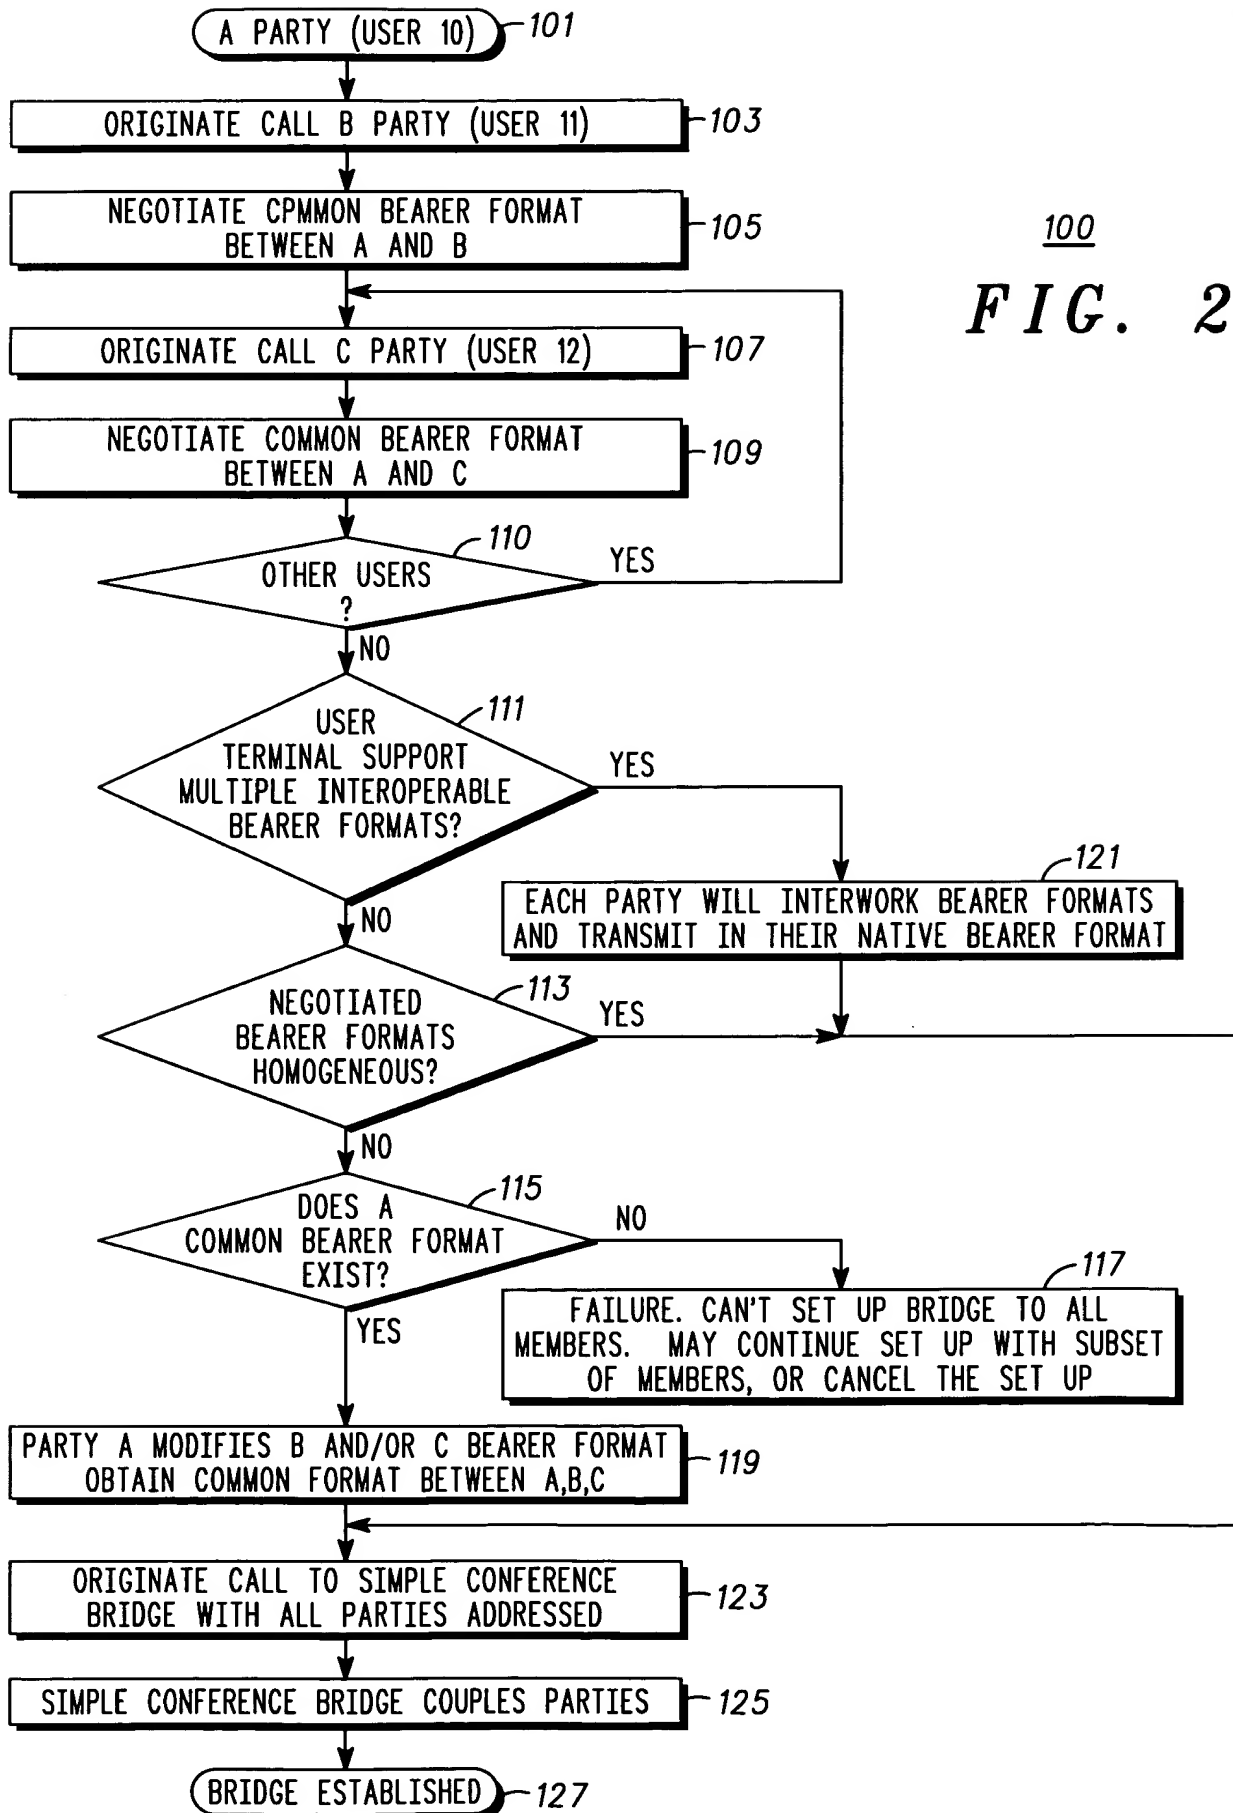 A PARTY (USER 10)
101
ORIGINATE CALL B PARTY (USER 11)
103
NEGOTIATE CPMMON BEARER FORMAT
BETWEEN A AND B
105
100
FIG. 2
ORIGINATE CALL C PARTY (USER 12)
107
NEGOTIATE COMMON BEARER FORMAT
BETWEEN A AND C
109
110
OTHER USERS
?
YES
NO
111
USER
TERMINAL SUPPORT
MULTIPLE INTEROPERABLE
BEARER FORMATS?
YES
NO
121
EACH PARTY WILL INTERWORK BEARER FORMATS
AND TRANSMIT IN THEIR NATIVE BEARER FORMAT
113
NEGOTIATED
BEARER FORMATS
HOMOGENEOUS?
YES
NO
115
DOES A
COMMON BEARER FORMAT
EXIST?
NO
YES
117
FAILURE. CAN'T SET UP BRIDGE TO ALL
MEMBERS. MAY CONTINUE SET UP WITH SUBSET
OF MEMBERS, OR CANCEL THE SET UP
PARTY A MODIFIES B AND/OR C BEARER FORMAT
OBTAIN COMMON FORMAT BETWEEN A,B,C
119
ORIGINATE CALL TO SIMPLE CONFERENCE
BRIDGE WITH ALL PARTIES ADDRESSED
123
SIMPLE CONFERENCE BRIDGE COUPLES PARTIES
125
BRIDGE ESTABLISHED
127